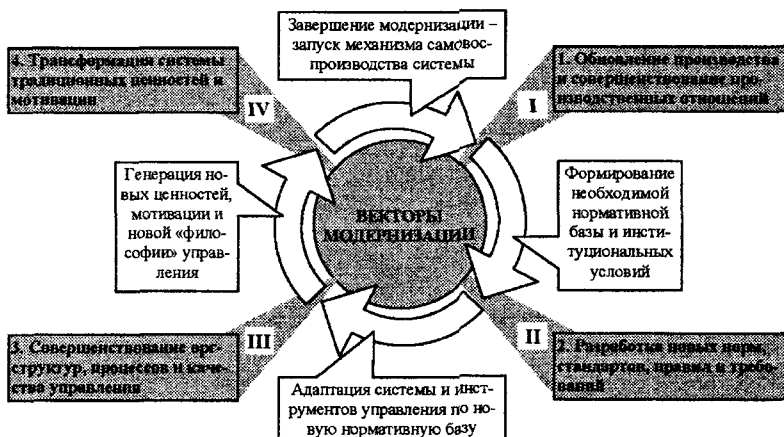 Завершение модернизации –
запуск механизма самовос-
производства системы
4. Трансформация системы
традиционных ценностей и
мотивации
IV
1. Обновление производства
и совершенствование про-
изводственных отношений
I
Генерация но-
вых ценностей,
мотивации и
новой «фило-
софии» управ-
ления
ВЕКТОРЫ
МОДЕРНИЗАЦИИ
Формирование
необходимой
нормативной
базы и инсти-
туциональных
условий
3. Совершенствование орг-
структур, процессов и каче-
ства управления
III
II
2. Разработка новых норм,
стандартов, правил и требо-
ваний
Адаптация системы и инст-
рументов управления по но-
вую нормативную базу